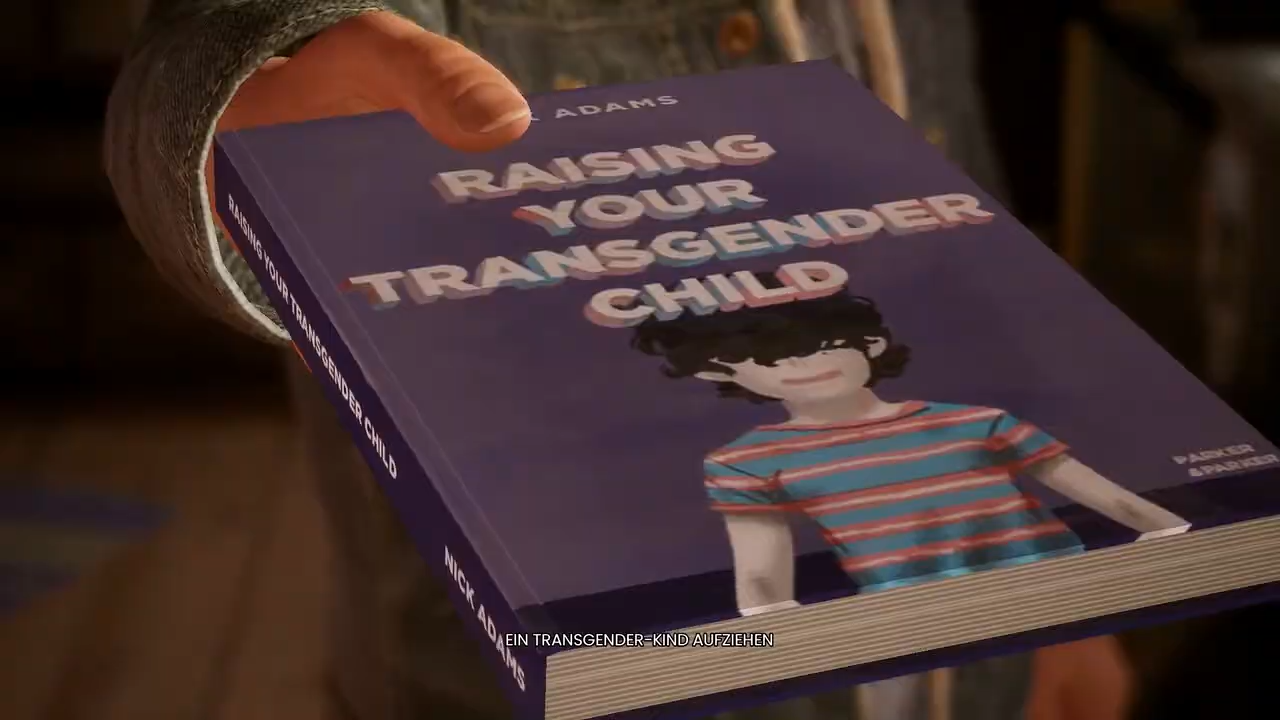 ADAMS
RAISING
YOUR
TRANSGENDER
CHILD
RAISING YOUR TRANSGENDER CHILD
NICK ADAMS
PARKER
& PARKER
EIN TRANSGENDER-KIND AUFZIEHEN